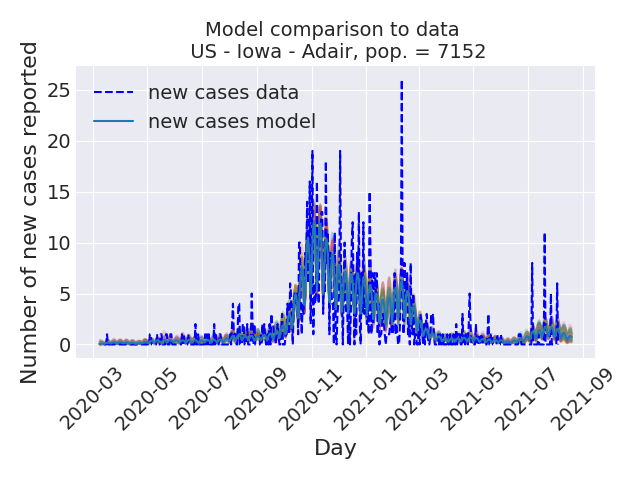 Model comparison to data
US - Iowa - Adair, pop. = 7152
Number of new cases reported
25
20
15
10
5
0
new cases data
new cases model
2020-03
2020-05
2020-07
2020-09
2020-11
2021-01
2021-03
2021-05
2021-07
2021-09
Day